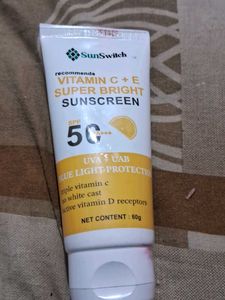 SunSwitch
recommends
VITAMIN C + E
SUPER BRIGHT
SUNSCREEN
SPF
50
UVA UAB
BLUE LIGHT PROTECTION
triple vitamin c
no white cast
active vitamin D receptors
NET CONTENT: 60g